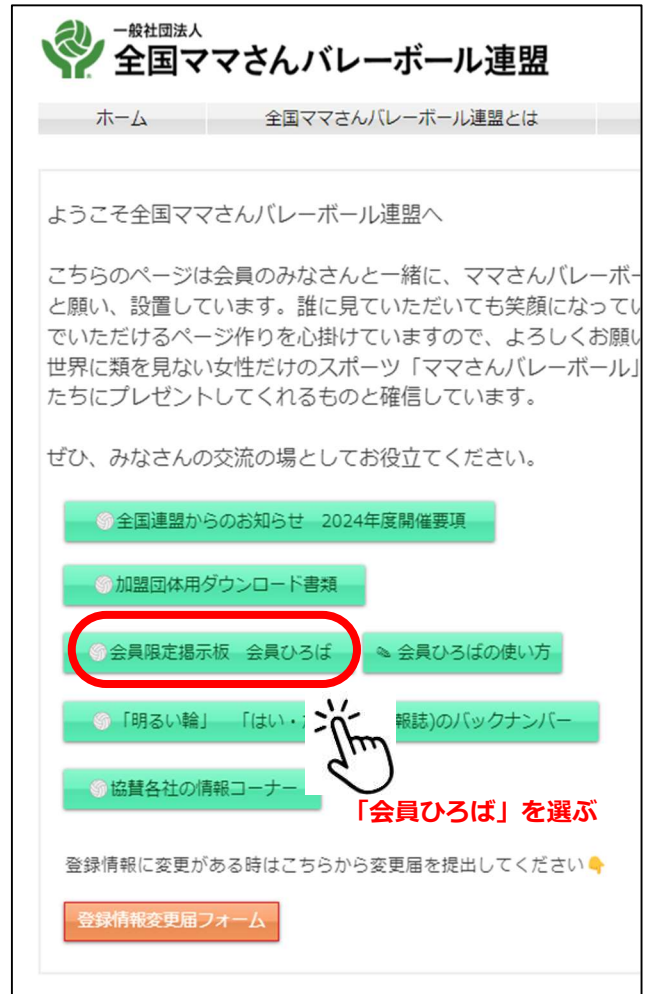 一般社団法人
全国ママさんバレーボール連盟
ホーム 全国ママさんバレーボール連盟とは
ようこそ全国ママさんバレーボール連盟へ
こちらのページは会員のみなさんと一緒に、ママさんバレーボー
と願い、設置しています。誰に見ていただいても笑顔になってい
でいただけるページ作りを心掛けていますので、よろしくお願い
世界に類を見ない女性だけのスポーツ「ママさんバレーボール」
たちにプレゼントしてくれるものと確信しています。
ぜひ、みなさんの交流の場としてお役立てください。
全国連盟からのお知らせ 2024年度開催要項
加盟団体用ダウンロード書類
会員限定掲示板 会員ひろば
会員ひろばの使い方
「明るい輪」 「はい・ 報誌)のバックナンバー
協賛各社の情報コーナー
「会員ひろば」を選ぶ
登録情報に変更がある時はこちらから変更届を提出してください👇
登録情報変更届フォーム